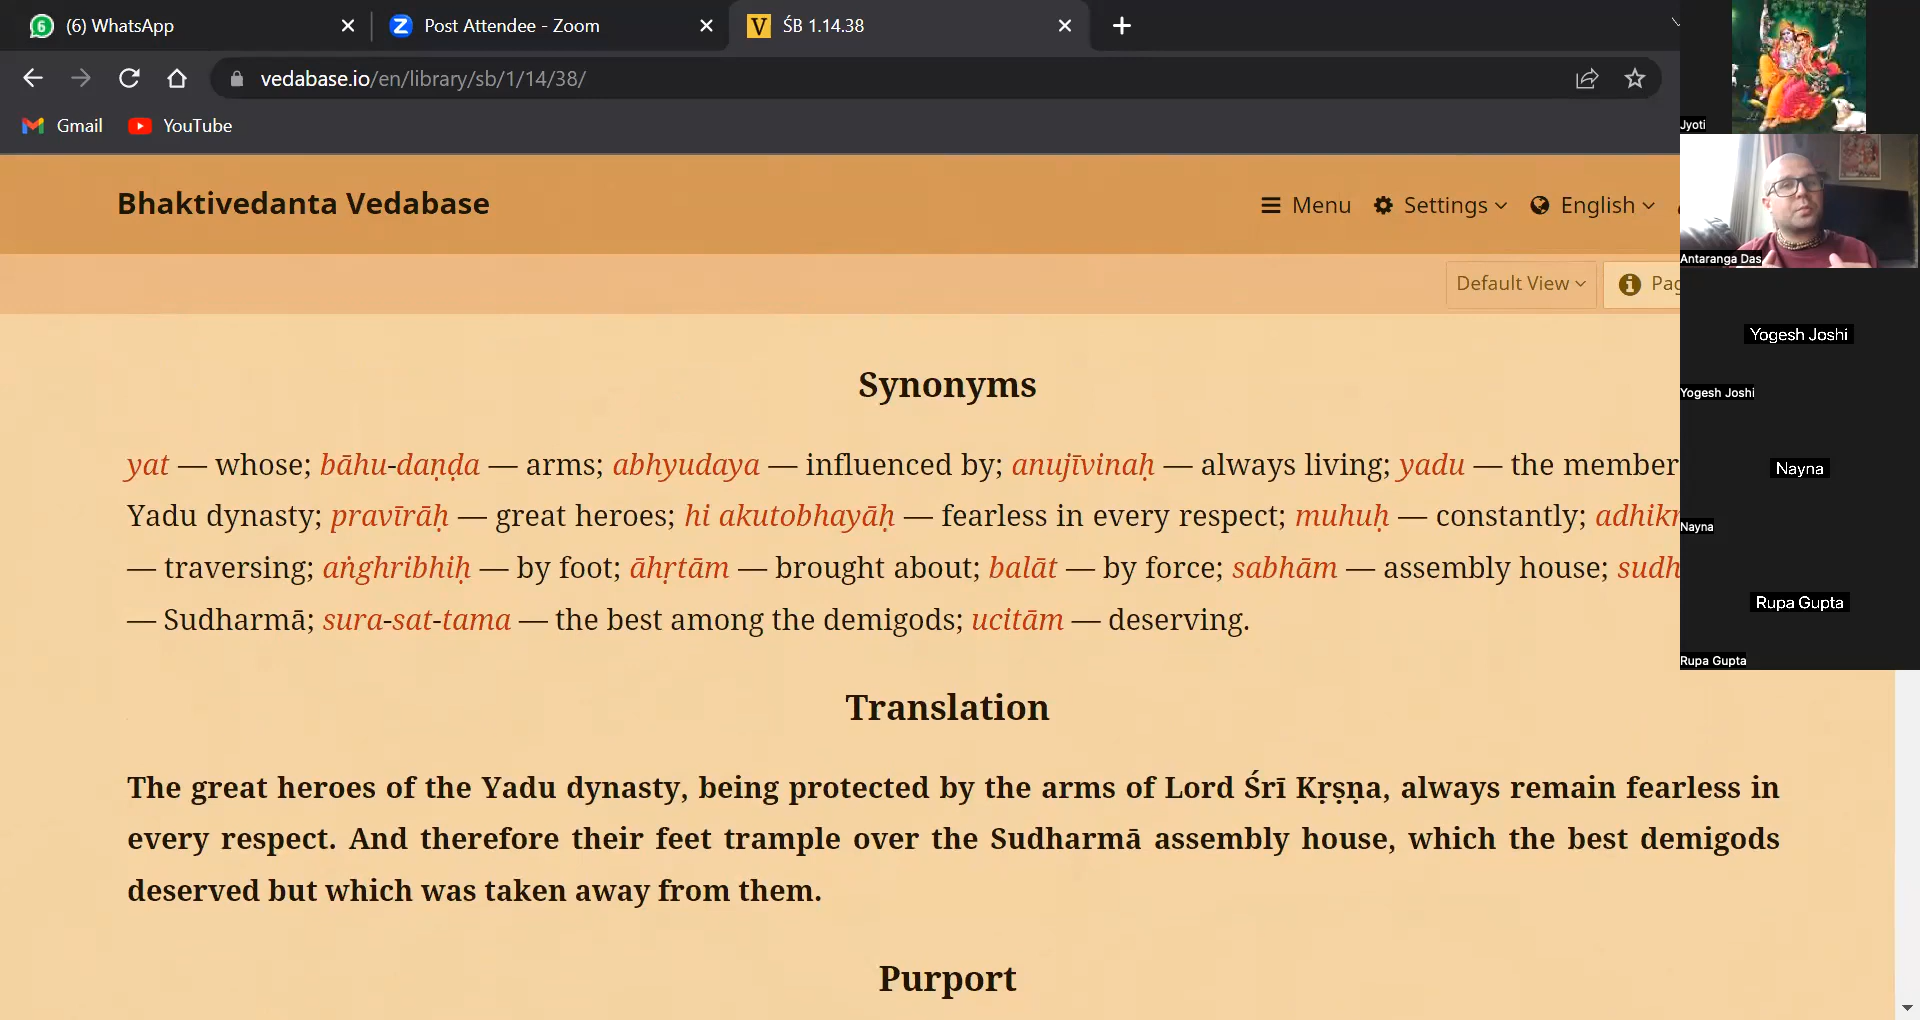 (6) WhatsApp
Post Attendee - Zoom
ŚB 1.14.38
vedabase.io/en/library/sb/1/14/38/
Gmail
YouTube
Bhaktivedanta Vedabase
Menu
Settings
English
Default View
Pag
Synonyms
yat — whose; bāhu-daṇḍa — arms; abhyudaya — influenced by; anujīvinaḥ — always living; yadu — the member
Yadu dynasty; pravīrāḥ — great heroes; hi akutobhayāḥ — fearless in every respect; muhuḥ — constantly; adhikr
— traversing; aṅghribhiḥ — by foot; āhṛtām — brought about; balāt — by force; sabhām — assembly house; sudh
— Sudharmā; sura-sat-tama — the best among the demigods; ucitām — deserving.
Translation
The great heroes of the Yadu dynasty, being protected by the arms of Lord Śrī Kṛṣṇa, always remain fearless in
every respect. And therefore their feet trample over the Sudharmā assembly house, which the best demigods
deserved but which was taken away from them.
Purport
Jyoti
Antaranga Das
Yogesh Joshi
Yogesh Joshi
Nayna
Nayna
Rupa Gupta
Rupa Gupta